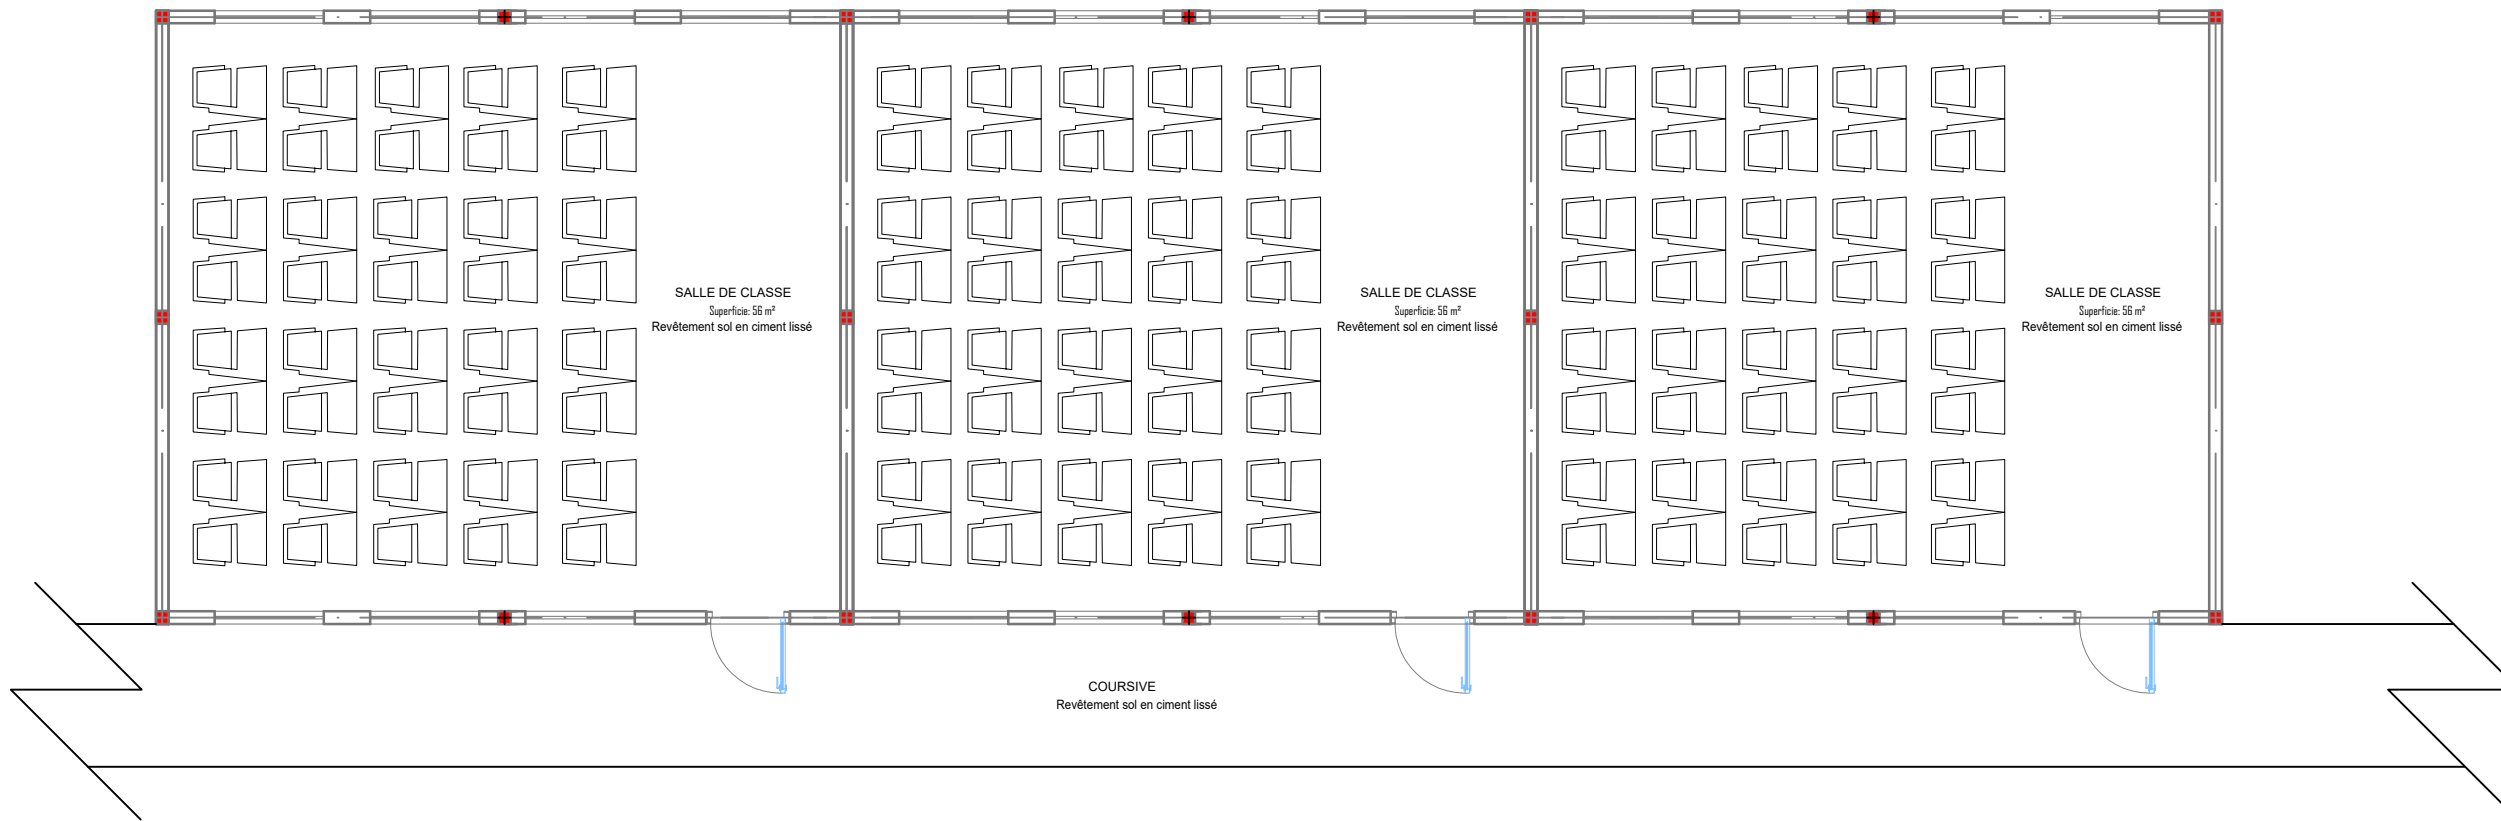 SALLE DE CLASSE
Superficie: 56 m²
Revêtement sol en ciment lissé
SALLE DE CLASSE
Superficie: 56 m²
Revêtement sol en ciment lissé
SALLE DE CLASSE
Superficie: 56 m²
Revêtement sol en ciment lissé
COURSIVE
Revêtement sol en ciment lissé